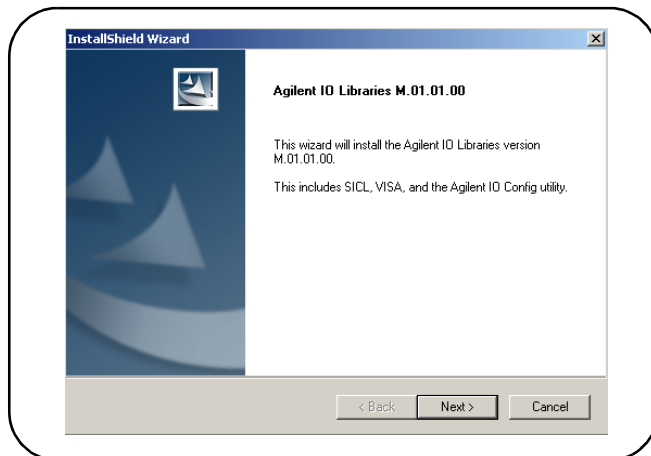 InstallShield Wizard
Agilent IO Libraries M.01.01.00
This wizard will install the Agilent IO Libraries version
M.01.01.00.
This includes SICL, VISA, and the Agilent IO Config utility.
< Back
Next >
Cancel